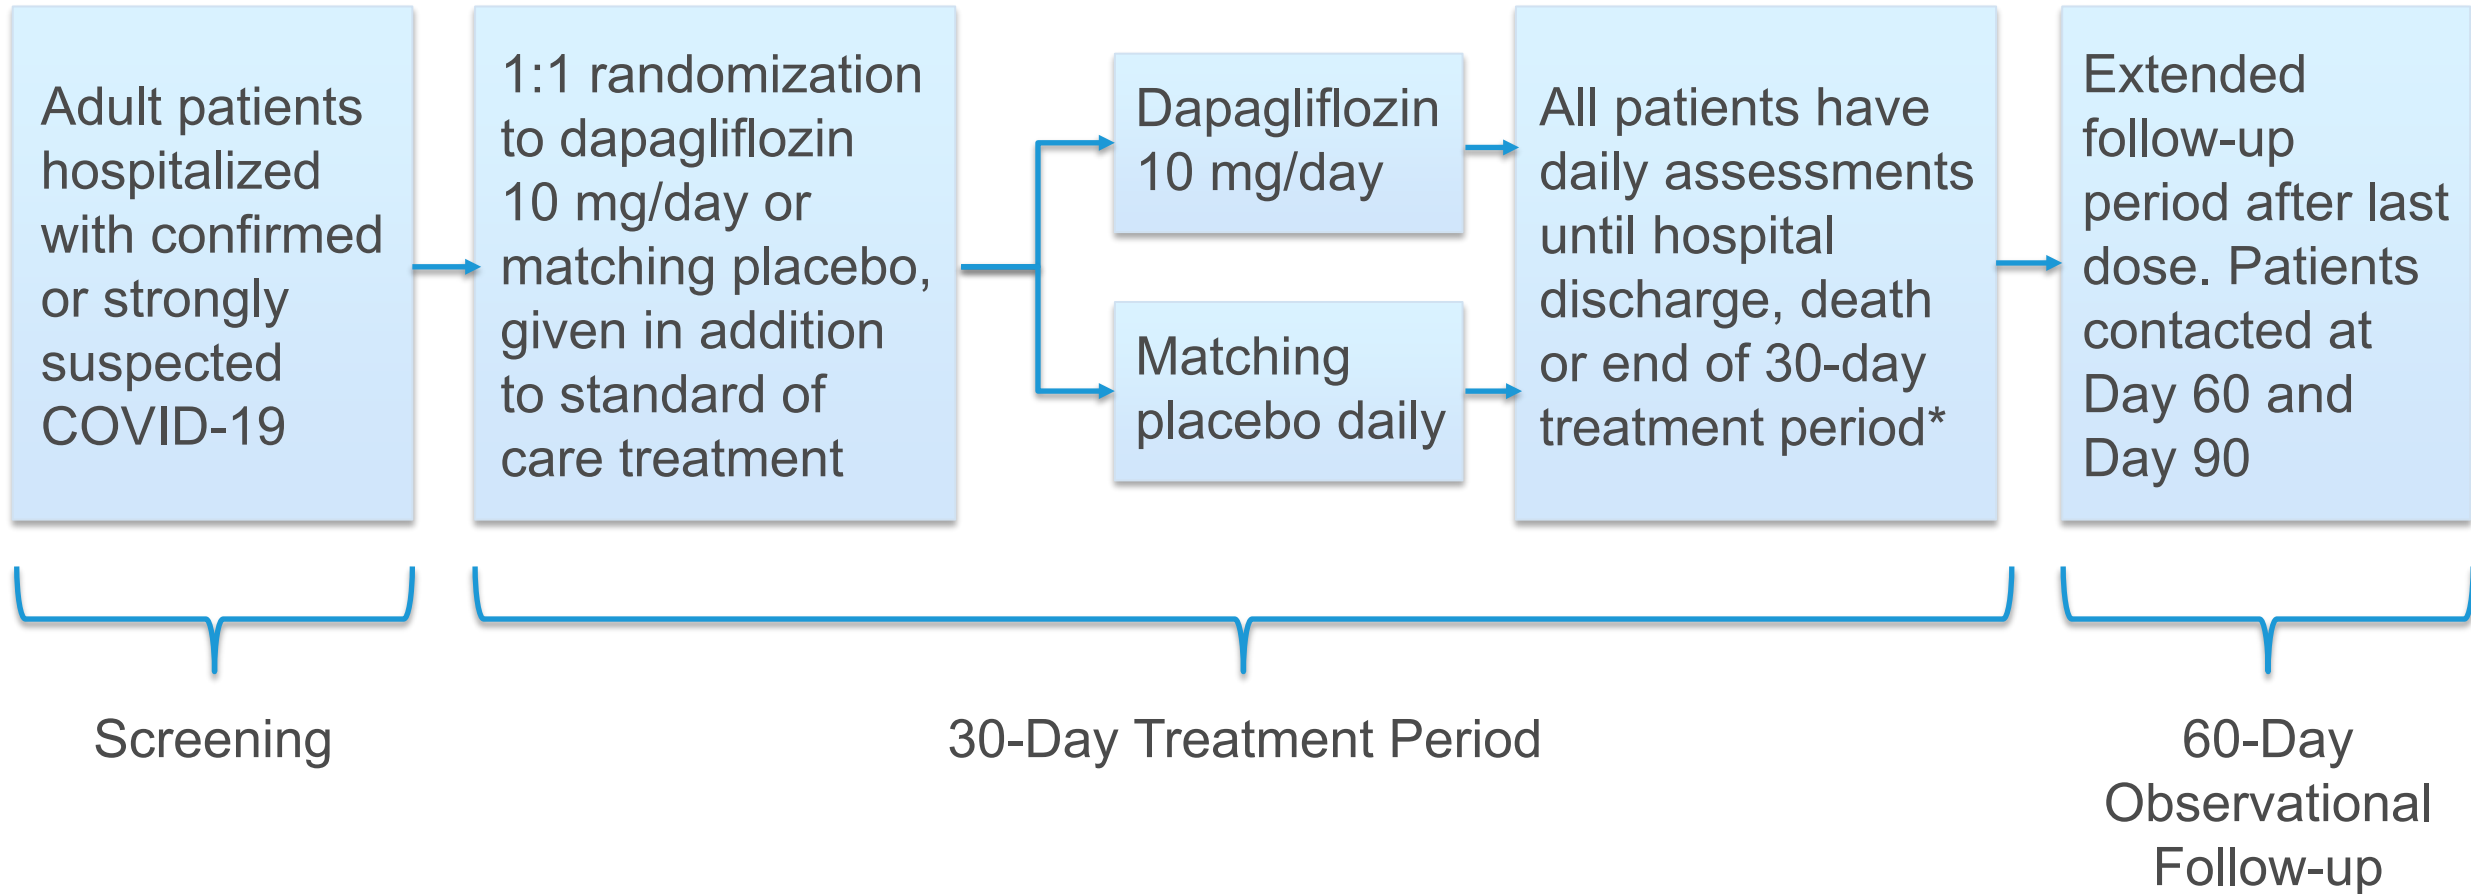 Adult patients
hospitalized
with confirmed
or strongly
suspected
COVID-19
1:1 randomization
to dapagliflozin
10 mg/day or
matching placebo,
given in addition
to standard of
care treatment
Dapagliflozin
10 mg/day
Matching
placebo daily
All patients have
daily assessments
until hospital
discharge, death
or end of 30-day
treatment period*
Extended
follow-up
period after last
dose. Patients
contacted at
Day 60 and
Day 90
Screening
30-Day Treatment Period
60-Day
Observational
Follow-up